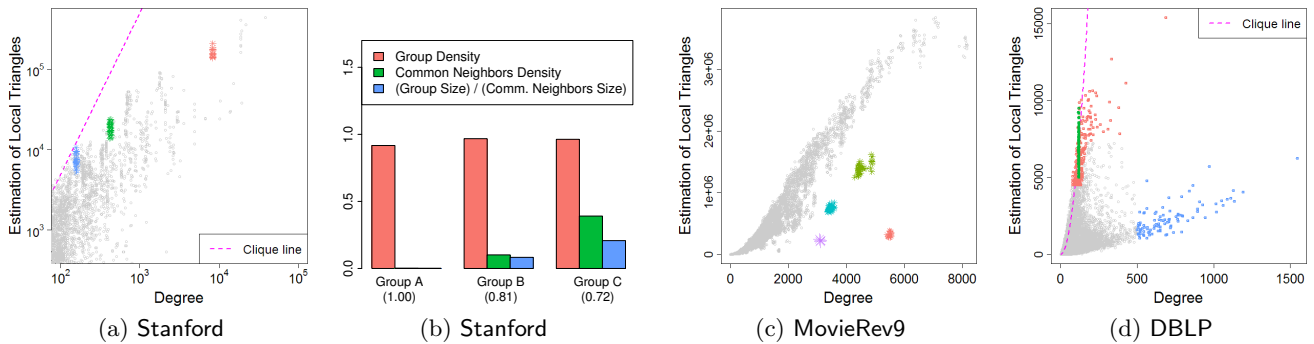 Estimation of Local Triangles
10^5
10^4
10^3
Clique line
10^2
10^3
10^4
10^5
Degree
(a) Stanford
1.5
1.0
0.5
0.0
Group Density
Common Neighbors Density
(Group Size) / (Comm. Neighbors Size)
Group A
(1.00)
Group B
(0.81)
Group C
(0.72)
(b) Stanford
Estimation of Local Triangles
3e+06
2e+06
1e+06
0
0
2000
4000
6000
8000
Degree
(c) MovieRev9
Estimation of Local Triangles
15000
10000
5000
0
Clique line
0
500
1000
1500
Degree
(d) DBLP